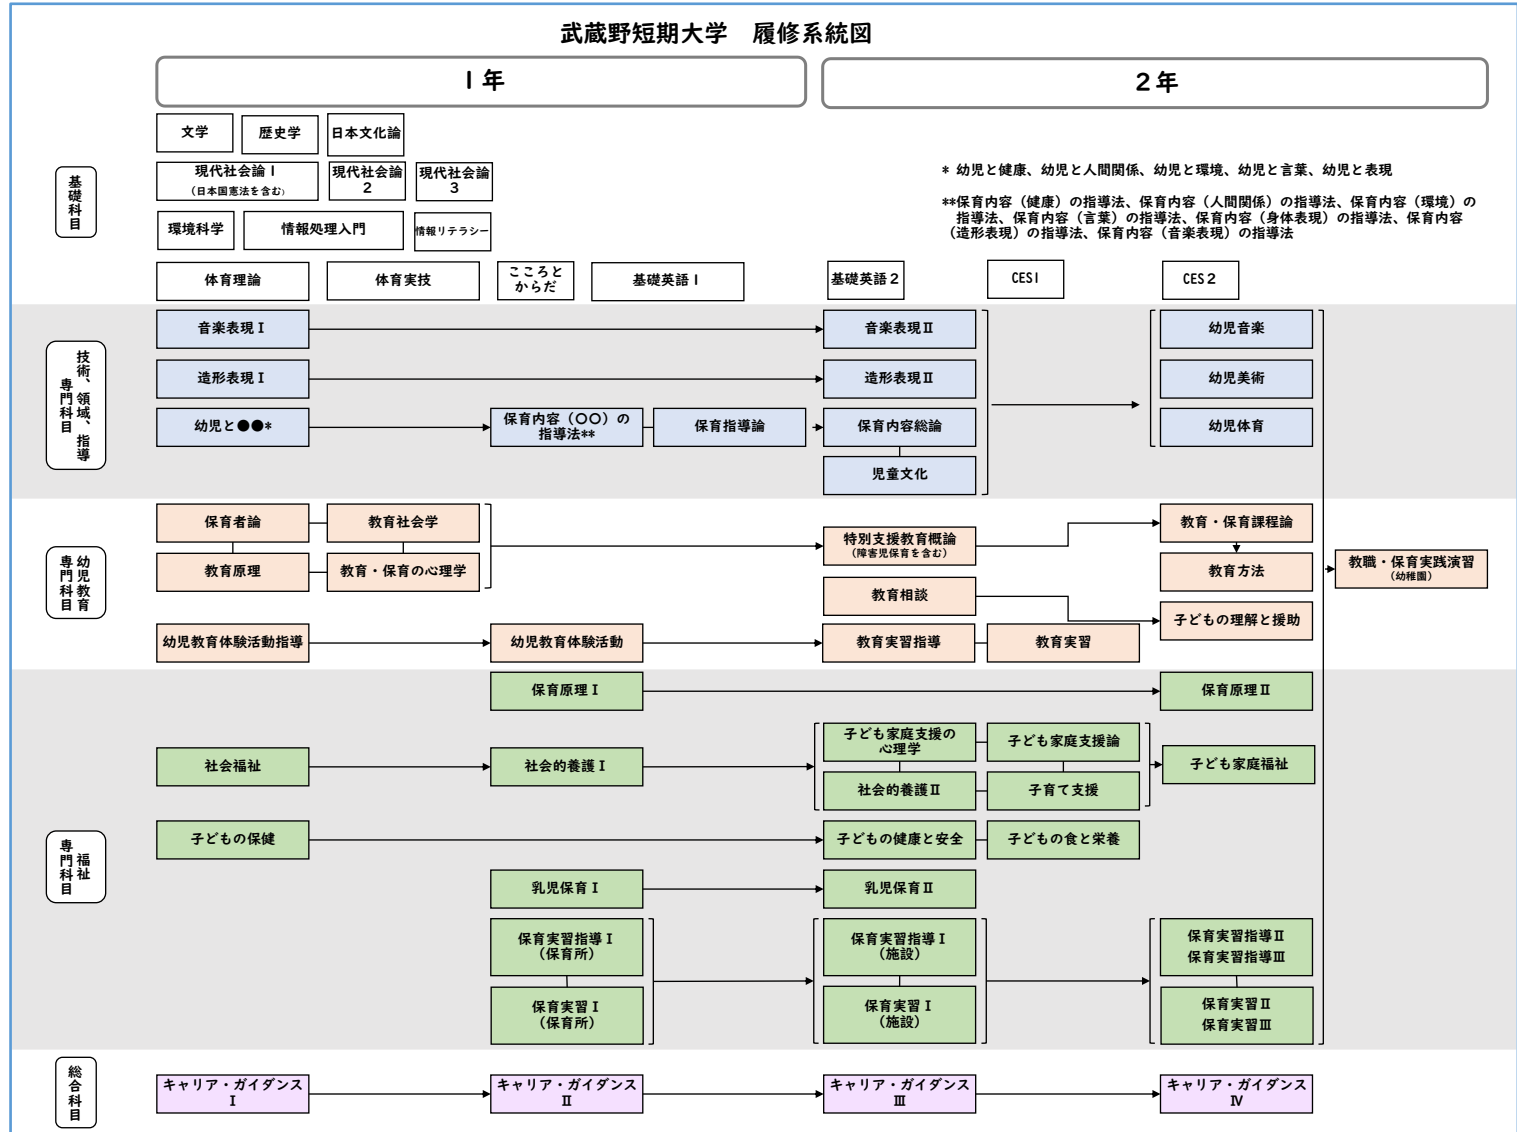 武蔵野短期大学　履修系統図
1年
2年
基礎科目
文学
歴史学
日本文化論
現代社会論1
（日本国憲法を含む）
現代社会論
2
現代社会論
3
* 幼児と健康、幼児と人間関係、幼児と環境、幼児と言葉、幼児と表現
**保育内容（健康）の指導法、保育内容（人間関係）の指導法、保育内容（環境）の
指導法、保育内容（言葉）の指導法、保育内容（身体表現）の指導法、保育内容
（造形表現）の指導法、保育内容（音楽表現）の指導法
環境科学
情報処理入門
情報リテラシー
体育理論
体育実技
こころと
からだ
基礎英語1
基礎英語2
CES1
CES2
技術、領域、指導
専門科目
音楽表現Ⅰ
音楽表現Ⅱ
幼児音楽
造形表現Ⅰ
造形表現Ⅱ
幼児美術
幼児と●●*
保育内容（〇〇）の
指導法**
保育指導論
保育内容総論
幼児体育
児童文化
幼児教育
専門科目
保育者論
教育社会学
教育原理
教育・保育の心理学
特別支援教育概論
（障害児保育を含む）
教育・保育課程論
教育方法
教職・保育実践演習
（幼稚園）
教育相談
子どもの理解と援助
幼児教育体験活動指導
幼児教育体験活動
教育実習指導
教育実習
福祉
専門科目
保育原理Ⅰ
保育原理Ⅱ
社会福祉
社会的養護Ⅰ
子ども家庭支援の
心理学
子ども家庭支援論
社会的養護Ⅱ
子育て支援
子ども家庭福祉
子どもの保健
子どもの健康と安全
子どもの食と栄養
乳児保育Ⅰ
乳児保育Ⅱ
保育実習指導Ⅰ
（保育所）
保育実習指導Ⅰ
（施設）
保育実習指導Ⅱ
保育実習指導Ⅲ
保育実習Ⅰ
（保育所）
保育実習Ⅰ
（施設）
保育実習Ⅱ
保育実習Ⅲ
総合科目
キャリア・ガイダンス
Ⅰ
キャリア・ガイダンス
Ⅱ
キャリア・ガイダンス
Ⅲ
キャリア・ガイダンス
Ⅳ